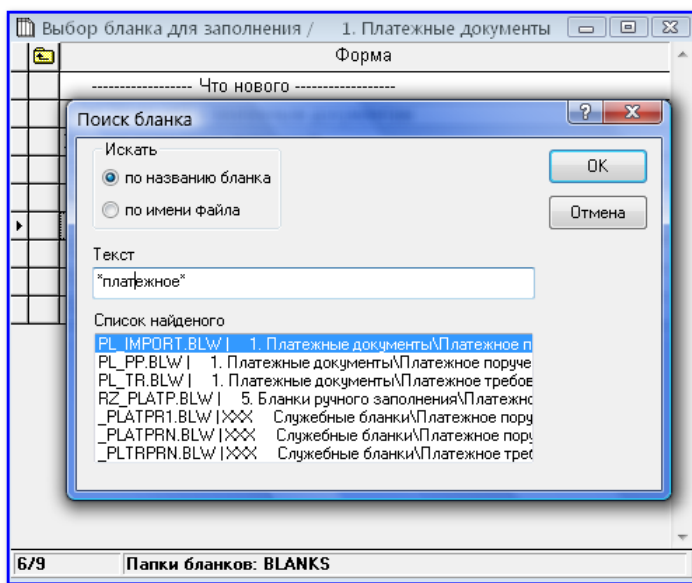 Выбор бланка для заполнения / 1. Платежные документы
Форма
------------------ Что нового ------------------
Поиск бланка
Искать
по названию бланка
по имени файла
OK
Отмена
Текст
*платежное*
Список найденого
PL_IMPORT.BLW | 1. Платежные документы\Платежное п
PL_PP.BLW | 1. Платежные документы\Платежное поруче
PL_TR.BLW | 1. Платежные документы\Платежное требов
RZ_PLATP.BLW | 5. Бланки ручного заполнения\Платежно
_PLATPR1.BLW |XXX Служебные бланки\Платежное пору
_PLATPRN.BLW |XXX Служебные бланки\Платежное пору
_PLTRPRN.BLW |XXX Служебные бланки\Платежное треб
6/9 Папки бланков: BLANKS